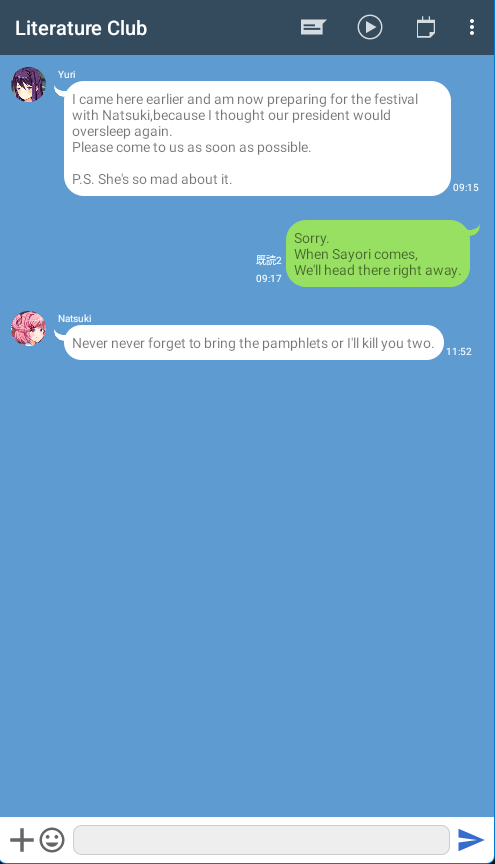 Literature Club
Yuri
I came here earlier and am now preparing for the festival
with Natsuki,because I thought our president would
oversleep again.
Please come to us as soon as possible.
P.S. She's so mad about it.
09:15
Sorry.
When Sayori comes,
We'll head there right away.
既読2
09:17
Natsuki
Never never forget to bring the pamphlets or I'll kill you two.
11:52